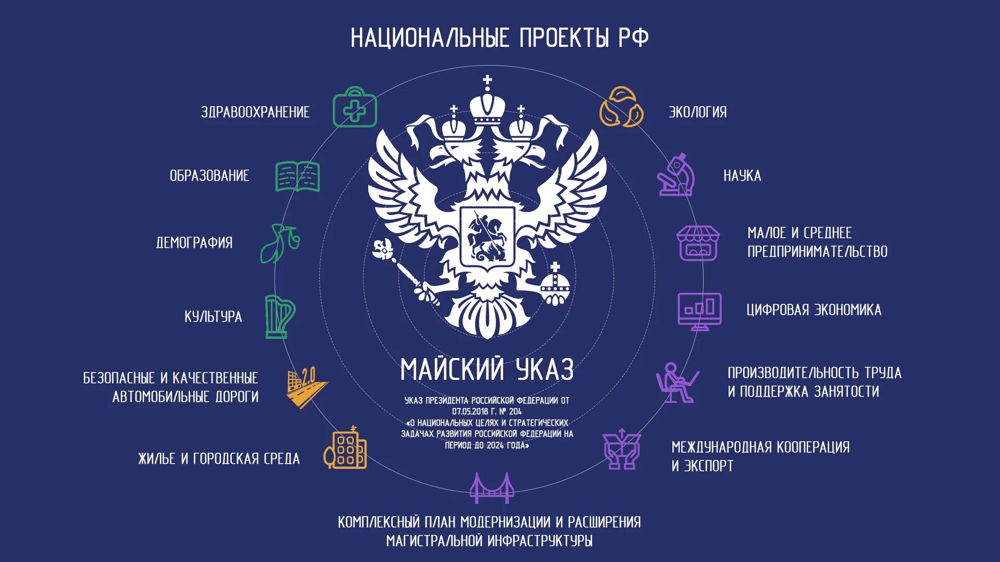 НАЦИОНАЛЬНЫЕ ПРОЕКТЫ РФ
ЗДРАВООХРАНЕНИЕ
ОБРАЗОВАНИЕ
ДЕМОГРАФИЯ
КУЛЬТУРА
БЕЗОПАСНЫЕ И КАЧЕСТВЕННЫЕ
АВТОМОБИЛЬНЫЕ ДОРОГИ
2.0
ЖИЛЬЕ И ГОРОДСКАЯ СРЕДА
ЭКОЛОГИЯ
НАУКА
МАЛОЕ И СРЕДНЕЕ
ПРЕДПРИНИМАТЕЛЬСТВО
ЦИФРОВАЯ ЭКОНОМИКА
ПРОИЗВОДИТЕЛЬНОСТЬ ТРУДА
И ПОДДЕРЖКА ЗАНЯТОСТИ
МЕЖДУНАРОДНАЯ КООПЕРАЦИЯ
И ЭКСПОРТ
МАЙСКИЙ УКАЗ
УКАЗ ПРЕЗИДЕНТА РОССИЙСКОЙ ФЕДЕРАЦИИ ОТ
07.05.2018 Г. № 204
«О НАЦИОНАЛЬНЫХ ЦЕЛЯХ И СТРАТЕГИЧЕСКИХ
ЗАДАЧАХ РАЗВИТИЯ РОССИЙСКОЙ ФЕДЕРАЦИИ НА
ПЕРИОД ДО 2024 ГОДА»
КОМПЛЕКСНЫЙ ПЛАН МОДЕРНИЗАЦИИ И РАСШИРЕНИЯ
МАГИСТРАЛЬНОЙ ИНФРАСТРУКТУРЫ